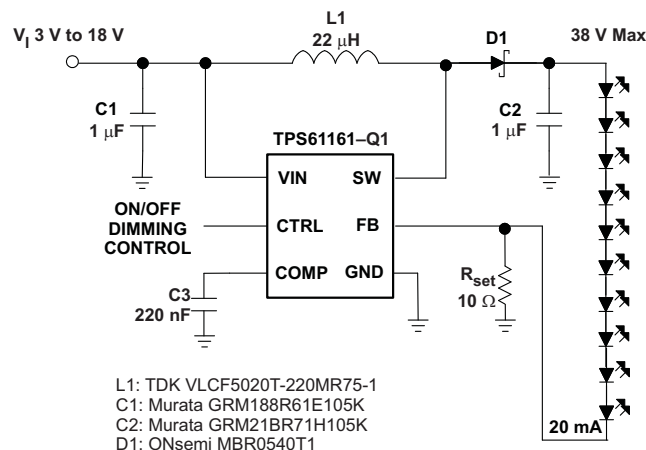 L1
22 μH
V_I 3 V to 18 V
D1
38 V Max
C1
1 μF
C2
1 μF
TPS61161–Q1
VIN
SW
ON/OFF
DIMMING
CONTROL
CTRL
FB
COMP
GND
R_set
10 Ω
C3
220 nF
L1: TDK VLCF5020T-220MR75-1
C1: Murata GRM188R61E105K
C2: Murata GRM21BR71H105K
D1: ONsemi MBR0540T1
20 mA